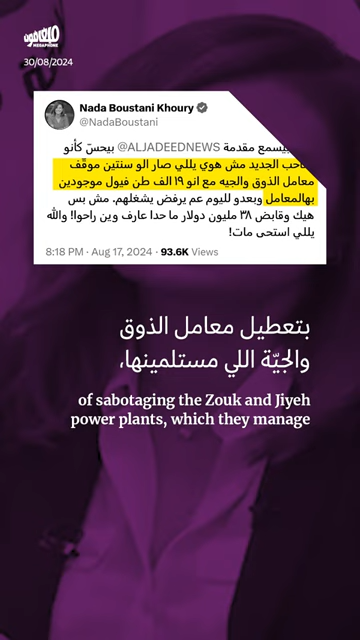 ميغافون
MEGAPHONE
30/08/2024
Nada Boustani Khoury
@NadaBoustani
بيسمع مقدمة ALJADEEDNEWS@ بيحسّ كأنو
الجديد مش هوي يللي صار الو سنتين موقّف
معامل الذوق والجيه مع انو ١٩ الف طن فيول موجودين
بهالمعامل وبعدو لليوم عم يرفض يشغلهم. مش بس
هيك وقابض ٣٨ مليون دولار ما حدا عارف وين راحوا! والله
يللي استحى مات!
8:18 PM · Aug 17, 2024 · 93.6K Views
بتعطيل معامل الذوق
والجيّة اللي مستلمينها،
of sabotaging the Zouk and Jiyeh
power plants, which they manage